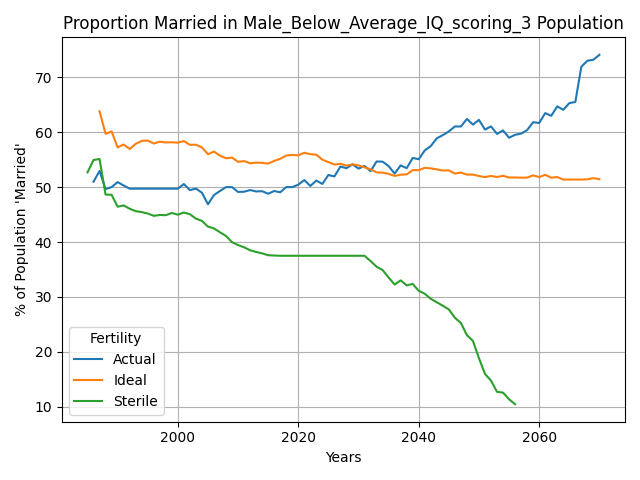 Proportion Married in Male_Below_Average_IQ_scoring_3 Population
% of Population 'Married'
70
60
50
40
30
20
10
Fertility
Actual
Ideal
Sterile
2000
2020
2040
2060
Years